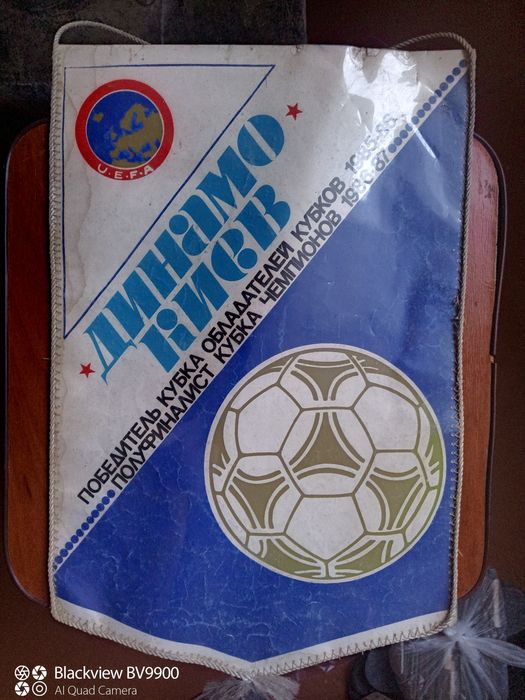 U.E.F.A
ДИНАМО
КИЕВ
ПОБЕДИТЕЛЬ КУБКА ОБЛАДАТЕЛЕЙ КУБКОВ 1985-86
ПОЛУФИНАЛИСТ КУБКА ЧЕМПИОНОВ 1986-87
Blackview BV9900
AI Quad Camera